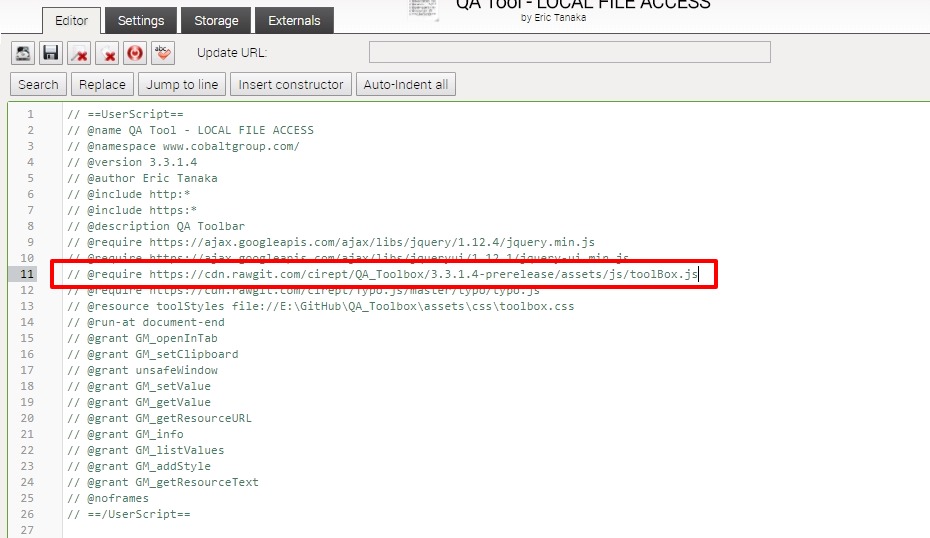 QA Tool - LOCAL FILE ACCESS
by Eric Tanaka
Editor Settings Storage Externals
abc Update URL:
Search Replace Jump to line Insert constructor Auto-Indent all
1 // ==UserScript==
2 // @name QA Tool - LOCAL FILE ACCESS
3 // @namespace www.cobaltgroup.com/
4 // @version 3.3.1.4
5 // @author Eric Tanaka
6 // @include http:*
7 // @include https:*
8 // @description QA Toolbar
9 // @require https://ajax.googleapis.com/ajax/libs/jquery/1.12.4/jquery.min.js
10 // @require https://ajax.googleapis.com/ajax/libs/jqueryui/1.12.1/jquery-ui.min.js
11 // @require https://cdn.rawgit.com/cirept/QA_Toolbox/3.3.1.4-prerelease/assets/js/toolBox.js
12 // @require https://cdn.rawgit.com/cirept/Typo.js/master/typo/typo.js
13 // @resource toolStyles file://E:\GitHub\QA_Toolbox\assets\css\toolbox.css
14 // @run-at document-end
15 // @grant GM_openInTab
16 // @grant GM_setClipboard
17 // @grant unsafeWindow
18 // @grant GM_setValue
19 // @grant GM_getValue
20 // @grant GM_getResourceURL
21 // @grant GM_info
22 // @grant GM_listValues
23 // @grant GM_addStyle
24 // @grant GM_getResourceText
25 // @noframes
26 // ==/UserScript==
27